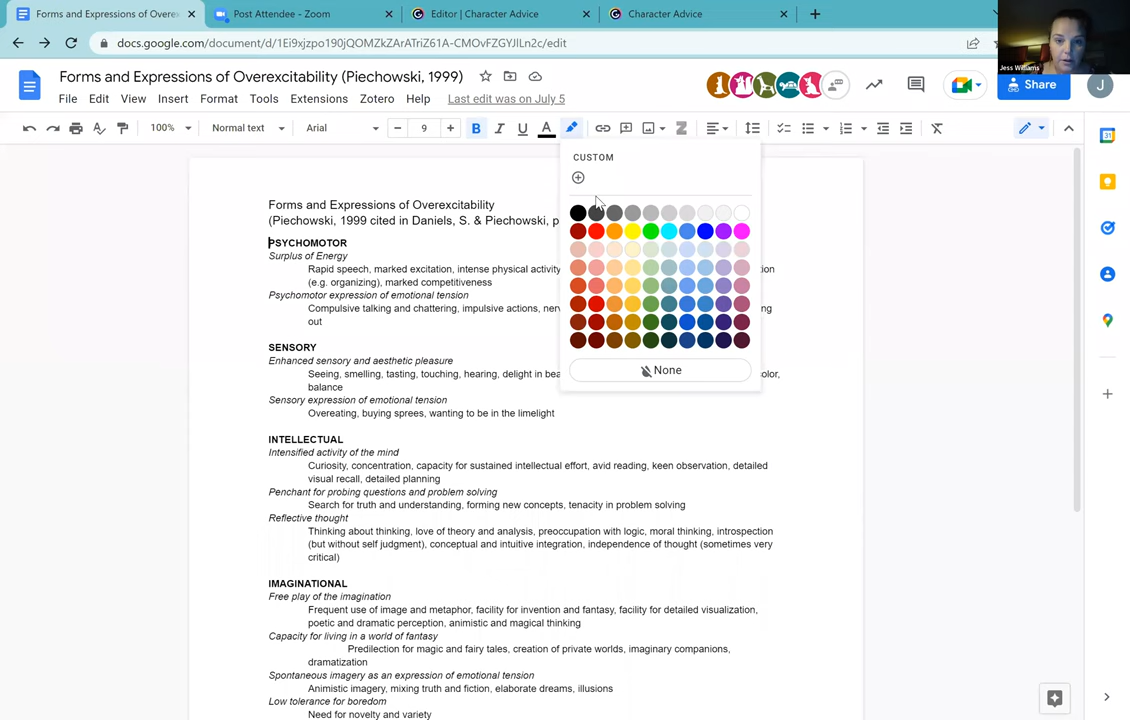 Forms and Expressions of Overex
Post Attendee - Zoom
Editor | Character Advice
Character Advice
docs.google.com/document/d/1Ei9xjzpo190jQOMZkZArATriZ61A-CMOvFZGYJlLn2c/edit
Jess Williams
Forms and Expressions of Overexcitability (Piechowski, 1999)
File Edit View Insert Format Tools Extensions Zotero Help Last edit was on July 5
Share
J
100% Normal text Arial 9 B I U A
CUSTOM
None
Forms and Expressions of Overexcitability
(Piechowski, 1999 cited in Daniels, S. & Piechowski, p
PSYCHOMOTOR
Surplus of Energy
Rapid speech, marked excitation, intense physical activity
(e.g. organizing), marked competitiveness
Psychomotor expression of emotional tension
Compulsive talking and chattering, impulsive actions, ner
out
SENSORY
Enhanced sensory and aesthetic pleasure
Seeing, smelling, tasting, touching, hearing, delight in bea color,
balance
Sensory expression of emotional tension
Overeating, buying sprees, wanting to be in the limelight
INTELLECTUAL
Intensified activity of the mind
Curiosity, concentration, capacity for sustained intellectual effort, avid reading, keen observation, detailed
visual recall, detailed planning
Penchant for probing questions and problem solving
Search for truth and understanding, forming new concepts, tenacity in problem solving
Reflective thought
Thinking about thinking, love of theory and analysis, preoccupation with logic, moral thinking, introspection
(but without self judgment), conceptual and intuitive integration, independence of thought (sometimes very
critical)
IMAGINATIONAL
Free play of the imagination
Frequent use of image and metaphor, facility for invention and fantasy, facility for detailed visualization,
poetic and dramatic perception, animistic and magical thinking
Capacity for living in a world of fantasy
Predilection for magic and fairy tales, creation of private worlds, imaginary companions,
dramatization
Spontaneous imagery as an expression of emotional tension
Animistic imagery, mixing truth and fiction, elaborate dreams, illusions
Low tolerance for boredom
Need for novelty and variety